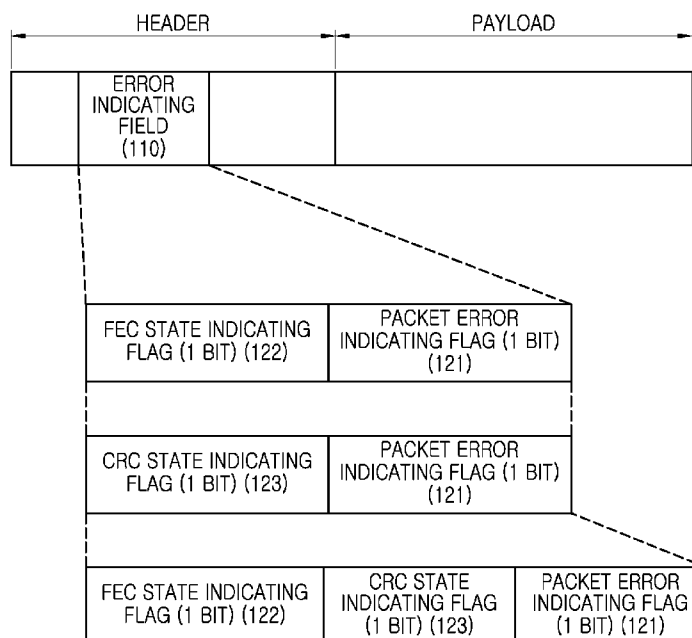 HEADER PAYLOAD
ERROR
INDICATING
FIELD
(110)
FEC STATE INDICATING
FLAG (1 BIT) (122)
PACKET ERROR
INDICATING FLAG (1 BIT)
(121)
CRC STATE INDICATING
FLAG (1 BIT) (123)
PACKET ERROR
INDICATING FLAG (1 BIT)
(121)
FEC STATE INDICATING
FLAG (1 BIT) (122)
CRC STATE
INDICATING FLAG
(1 BIT) (123)
PACKET ERROR
INDICATING FLAG
(1 BIT) (121)